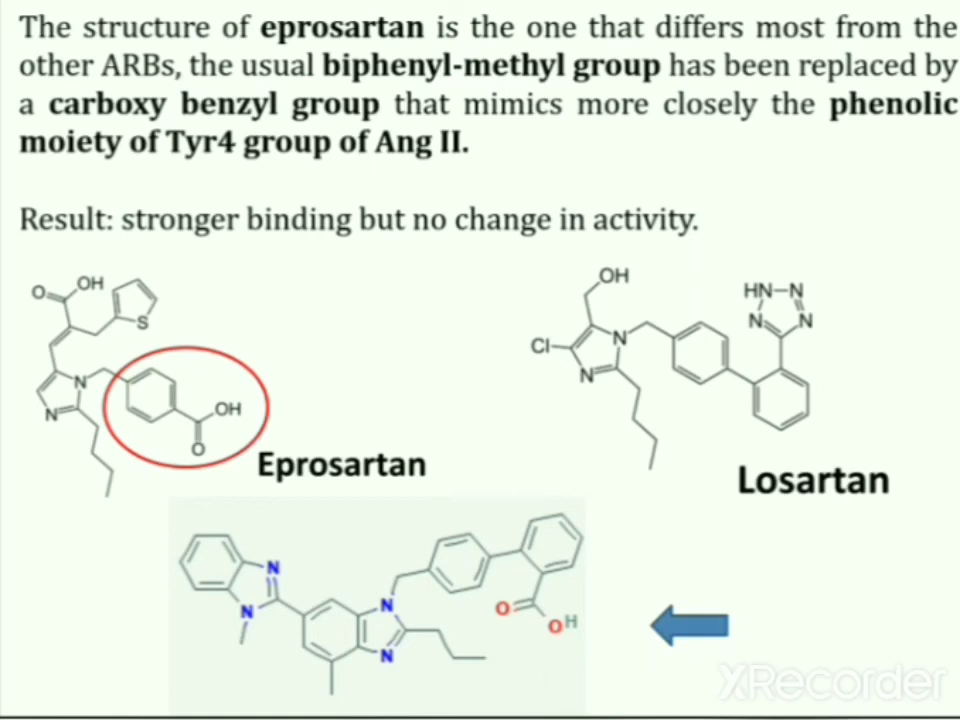 The structure of eprosartan is the one that differs most from the
other ARBs, the usual biphenyl-methyl group has been replaced by
a carboxy benzyl group that mimics more closely the phenolic
moiety of Tyr4 group of Ang II.
Result: stronger binding but no change in activity.
O OH
S
N
N
OH
O
Eprosartan
OH
Cl
N
N
HN-N
N N
Losartan
N
N
N
N
O
OH
XRecorder